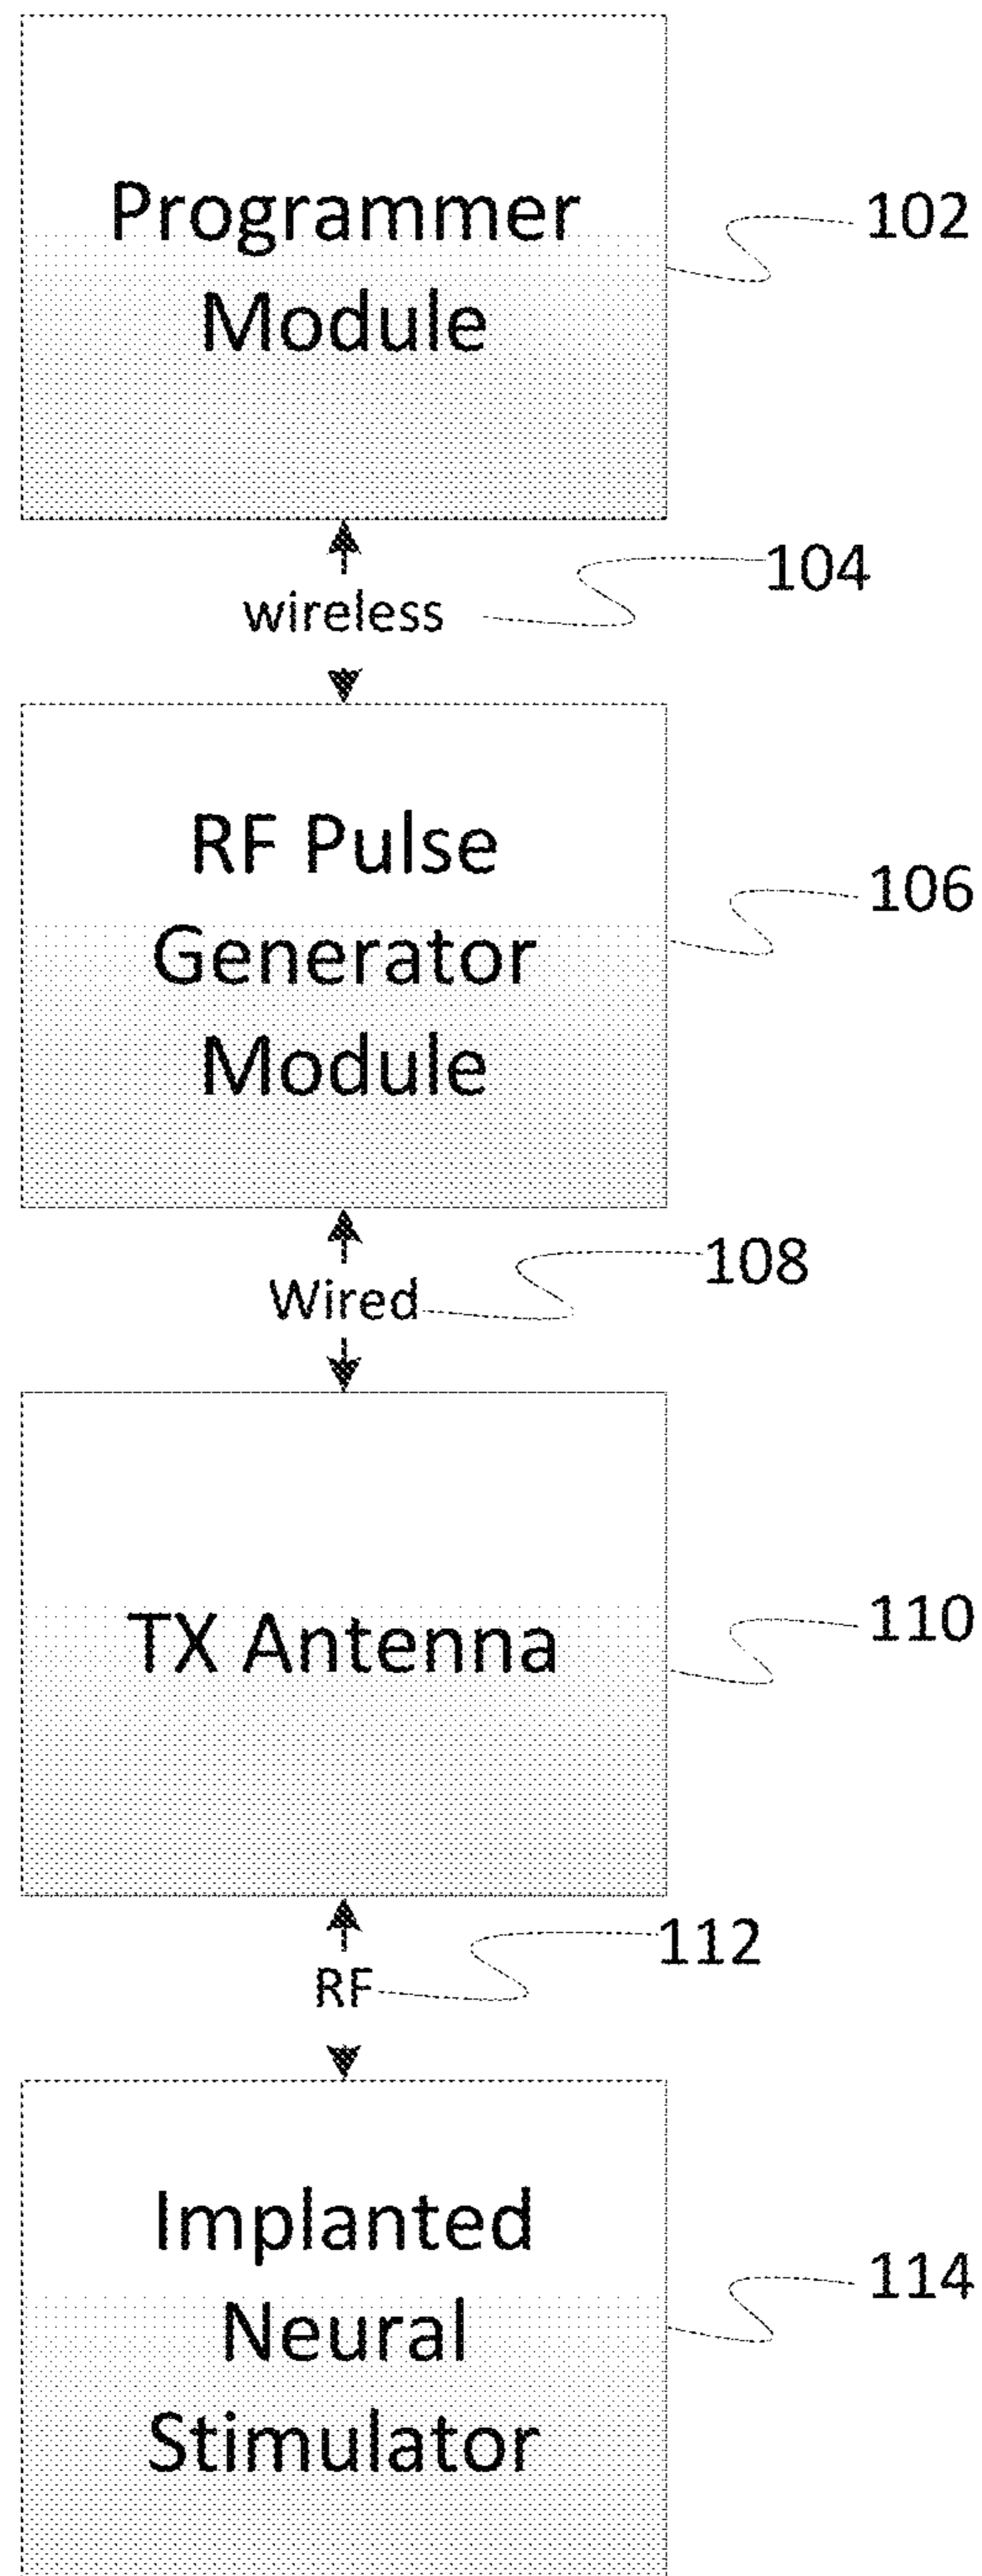 Programmer
Module
102
104
wireless
RF Pulse
Generator
Module
106
108
Wired
TX Antenna
110
112
RF
Implanted
Neural
Stimulator
114